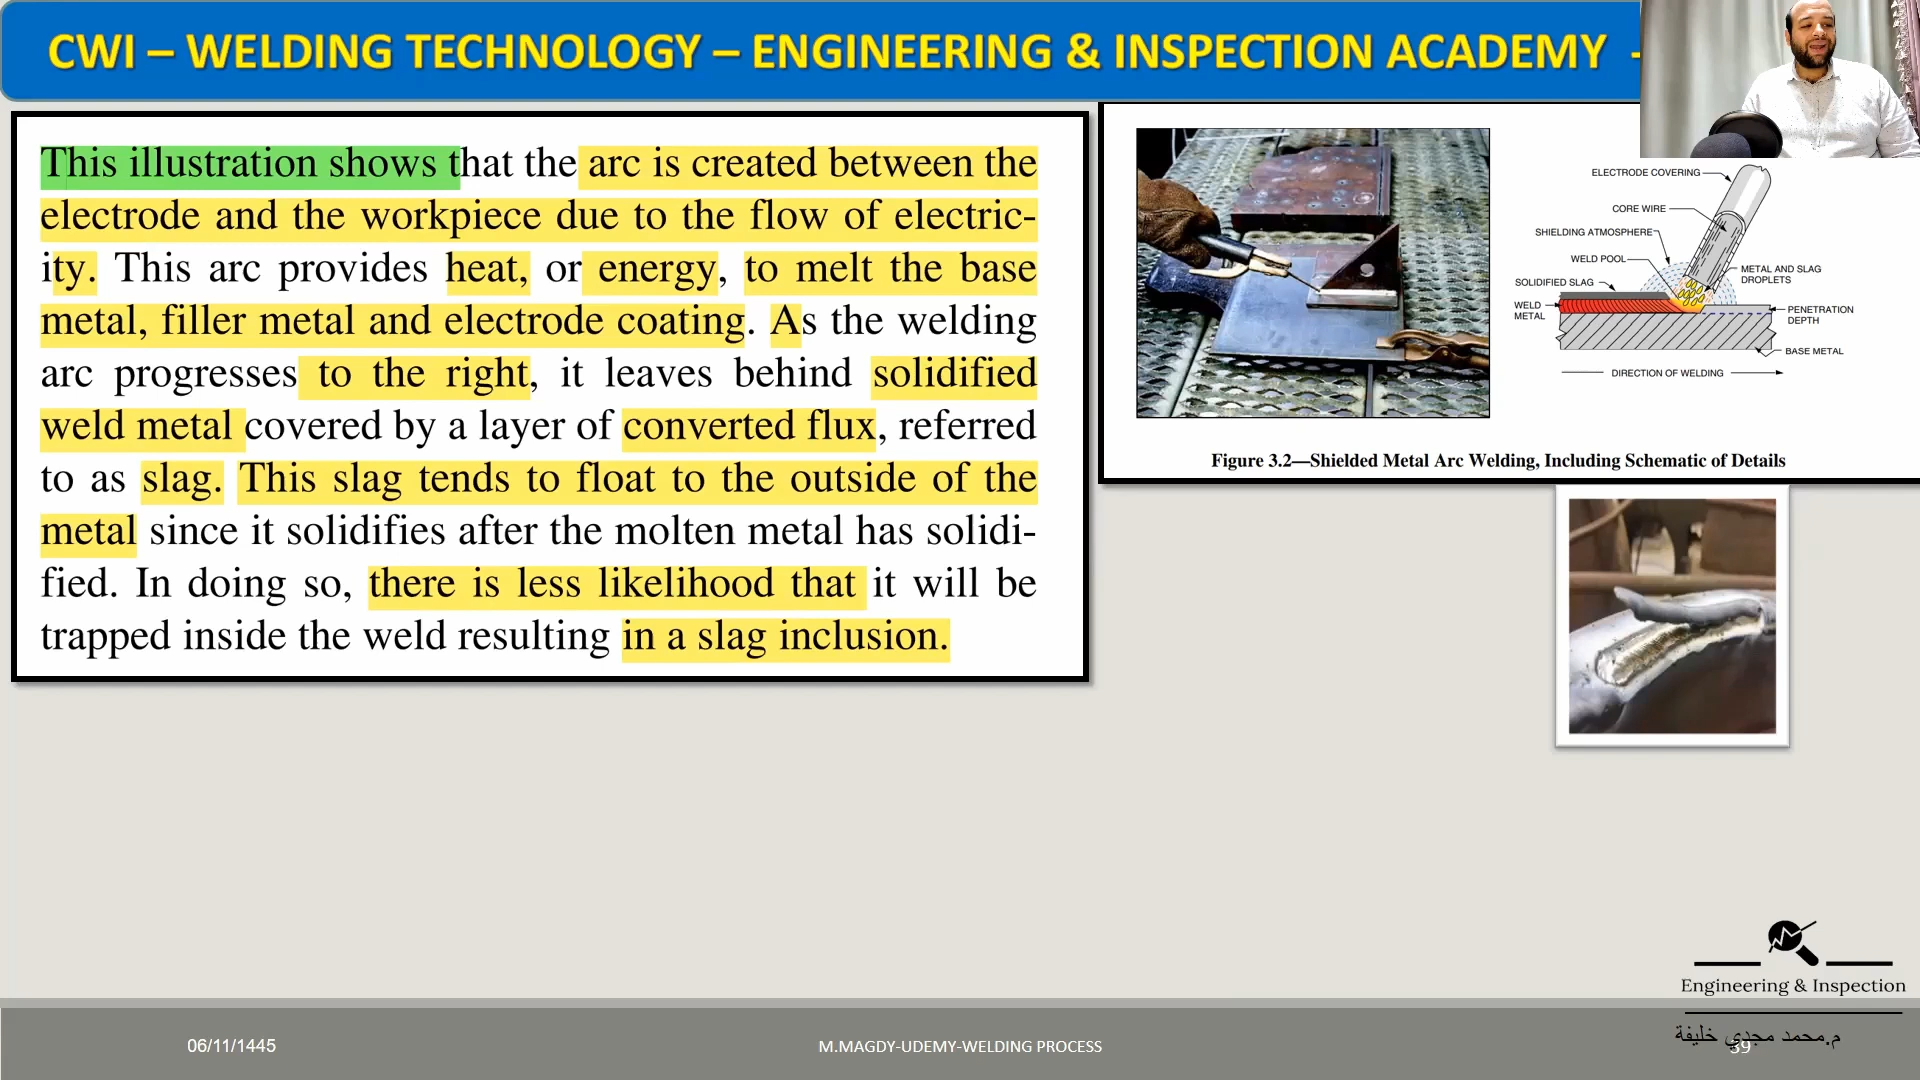 CWI – WELDING TECHNOLOGY – ENGINEERING & INSPECTION ACADEMY -
This illustration shows that the arc is created between the
electrode and the workpiece due to the flow of electric-
ity. This arc provides heat, or energy, to melt the base
metal, filler metal and electrode coating. As the welding
arc progresses to the right, it leaves behind solidified
weld metal covered by a layer of converted flux, referred
to as slag. This slag tends to float to the outside of the
metal since it solidifies after the molten metal has solidi-
fied. In doing so, there is less likelihood that it will be
trapped inside the weld resulting in a slag inclusion.
ELECTRODE COVERING
CORE WIRE
SHIELDING ATMOSPHERE
WELD POOL
SOLIDIFIED SLAG
WELD
METAL
METAL AND SLAG
DROPLETS
PENETRATION
DEPTH
BASE METAL
DIRECTION OF WELDING
Figure 3.2—Shielded Metal Arc Welding, Including Schematic of Details
Engineering & Inspection
م.محمد مجدي خليفة
06/11/1445
M.MAGDY-UDEMY-WELDING PROCESS
39